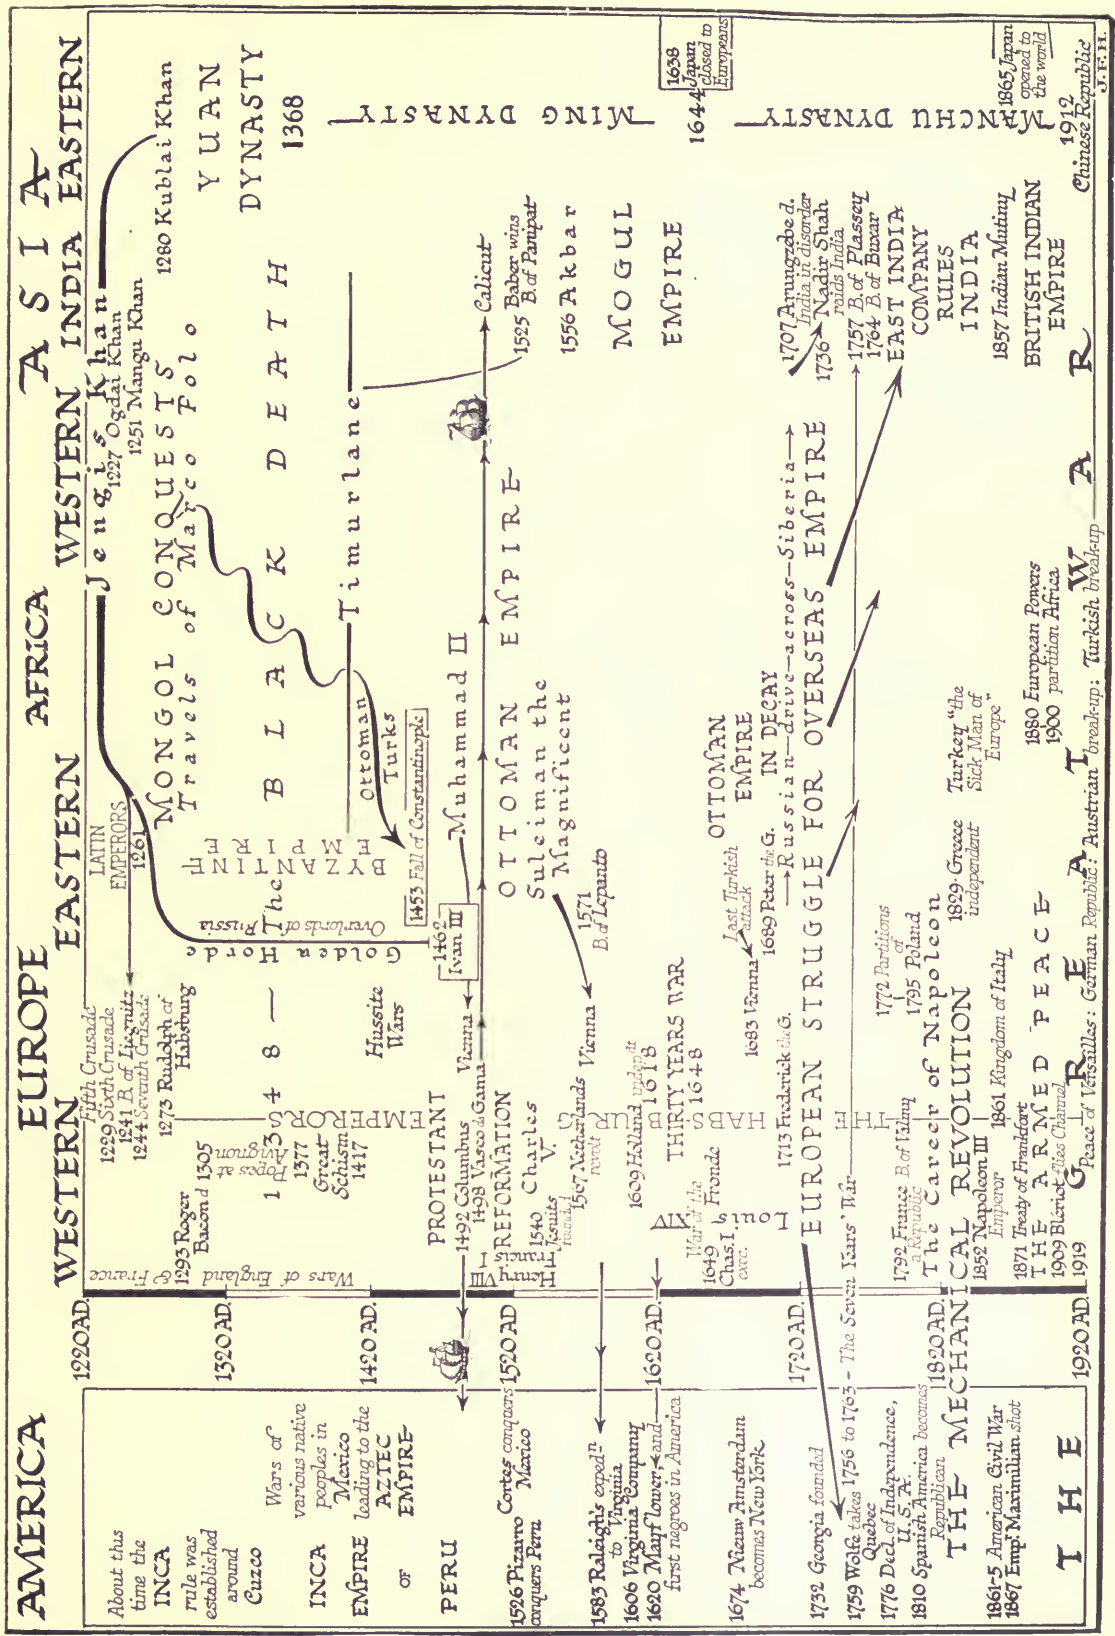 AMERICA
EUROPE
AFRICA
ASIA
WESTERN
EASTERN
WESTERN
INDIA
EASTERN
1220 A.D.
1320 A.D.
1420 A.D.
1520 A.D
1620 A.D.
1720 A.D.
1820 A.D.
1920 A.D.
About this
time the
INCA
rule was
established
around
Cuzco
INCA
EMPIRE
OF
PERU
Wars of
various native
peoples in
Mexico
leading to the
AZTEC
EMPIRE
Cortes conquers
Mexico
1526 Pizarro
conquers Peru
1583 Raleigh's expedn
to Virginia
1606 Virginia Company
1620 Mayflower, and
first negroes in America
1674 Nieuw Amsterdam
becomes New York
1732 Georgia founded
1759 Wolfe takes
Quebec
1756 to 1763 - The Seven Years' War
1776 Decl. of Independence,
U.S.A.
1810 Spanish America becomes
Republican
THE MECHANICAL REVOLUTION
1861-5 American Civil War
1867 Emp. Maximilian shot
THE GREAT WAR
Fifth Crusade
1229 Sixth Crusade
1241 B. of Liegnitz
1244 Seventh Crusade
1273 Rudolph of
Habsburg
1293 Roger
Bacon d.
1305
Popes at
Avignon
1377
Great
Schism
1417
Wars of England & France
The 1348
BLACK DEATH
Hussite
Wars
THE HABSBURG EMPERORS
PROTESTANT
REFORMATION
1492 Columbus
1498 Vasco da Gama
Vienna
Henry VIII
Francis I
Charles
V.
1540
Jesuits
founded
1567 Netherlands
revolt
Vienna
1609 Holland indepdt
THIRTY YEARS WAR
1618
1648
War of the
Fronde
1649
Chas. I
exec.
Louis XIV
1683 Vienna
Last Turkish
attack
1689 Peter the G.
1713 Frederick the G.
Russian-drive-across-Siberia
EUROPEAN STRUGGLE FOR OVERSEAS EMPIRE
1772 Partitions
of
1795 Poland
1792 France
a Republic
B. of Valmy
The Career of Napoleon
1829 Greece
independent
Turkey "the
Sick Man of
Europe"
1852 Napoleon III
Emperor
1861 Kingdom of Italy
1871 Treaty of Frankfort
THE ARMED PEACE
1909 Blériot flies Channel
1880 European Powers
1900 partition Africa
1919
Peace of Versailles: German Republic: Austrian break-up: Turkish break-up
LATIN
EMPERORS
1261
BYZANTINE
EMPIRE
Golden Horde
Overlords of Russia
1453 Fall of Constantinople
1462
Ivan III
Ottoman
Turks
Muhammad II
OTTOMAN EMPIRE
Suleiman the
Magnificent
1571
B. of Lepanto
OTTOMAN
EMPIRE
IN DECAY
Jengis Khan
1227 Ogdai Khan
1251 Mangu Khan
MONGOL CONQUESTS
Travels of Marco Polo
1280 Kublai Khan
YUAN
DYNASTY
1368
Timurlane
Calicut
1525 Baber wins
B. of Panipat
1556 Akbar
MOGUL
EMPIRE
MING DYNASTY
1644
1638
Japan
closed to
Europeans
MANCHU DYNASTY
1707 Arungzebe d.
India in disorder
1736 Nadir Shah
raids India
1757 B. of Plassey
1764 B. of Buxar
EAST INDIA
COMPANY
RULES
INDIA
1857 Indian Mutiny
BRITISH INDIAN
EMPIRE
1865 Japan
opened to
the world
1912
Chinese Republic
J.F.H.